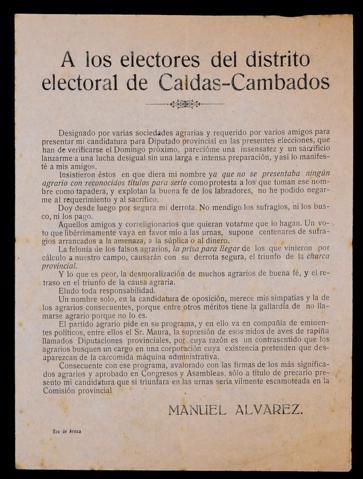 A los electores del distrito
electoral de Caldas-Cambados
Designado por varias sociedades agrarias y requerido por varios amigos para
presentar mi candidatura para Diputado provincial en las presentes elecciones, que
han de verificarse el Domingo próximo, parecióme una insensatez y un sacrificio
lanzarme a una lucha desigual sin una larga e intensa preparación, y así lo manifes-
té a mis amigos.
Insistieron éstos en que diera mi nombre ya que no se presentaba ningún
agrario con reconocidos títulos para serlo como protesta a los que toman ese nom-
bre como tapadera, y explotan la buena fe de los labradores, no he podido negar-
me al requerimiento y al sacrificio.
Doy desde luego por segura mi derrota. No mendigo los sufragios, ni los bus-
co, ni los pago.
Aquellos amigos y correligionarios que quieran votarme que lo hagan. Un vo-
to que libérrimamente vaya en favor mío a las urnas, supone centenares de sufra-
gios arrancados a la amenaza, a la súplica o al dinero.
La felonía de los falsos agrarios, la prisa para llegar de los que vinieron por
cálculo a nuestro campo, causarán con su derrota segura, el triunfo de la charca
provincial.
Y lo que es peor, la desmoralización de muchos agrarios de buena fé, y el re-
traso en el triunfo de la causa agraria.
Eludo toda responsabilidad.
Un nombre solo, en la candidatura de oposición, merece mis simpatías y de la
de los agrarios consecuentes, porque entre otros méritos tiene la gallardía de no lla-
marse agrario porque no lo es.
El partido agrario pide en su programa, y en ello va en compañía de eminen-
tes políticos, entre ellos el Sr. Maura, la supresión de esos nidos de aves de rapiña
llamados Diputaciones provinciales, por cuya razón es un contrasentido que los
agrarios busquen un cargo en una corporación cuya existencia pretenden que des-
aparezcan de la carcomida máquina administrativa.
Consecuente con ese programa, avalorado con las firmas de los más significa-
dos agrarios y aprobado en Congresos y Asambleas, sólo a título de precario pre-
sento mi candidatura que si triunfara en las urnas sería vilmente escamoteada en la
Comisión provincial
MANUEL ALVAREZ.
Eco de Arosa